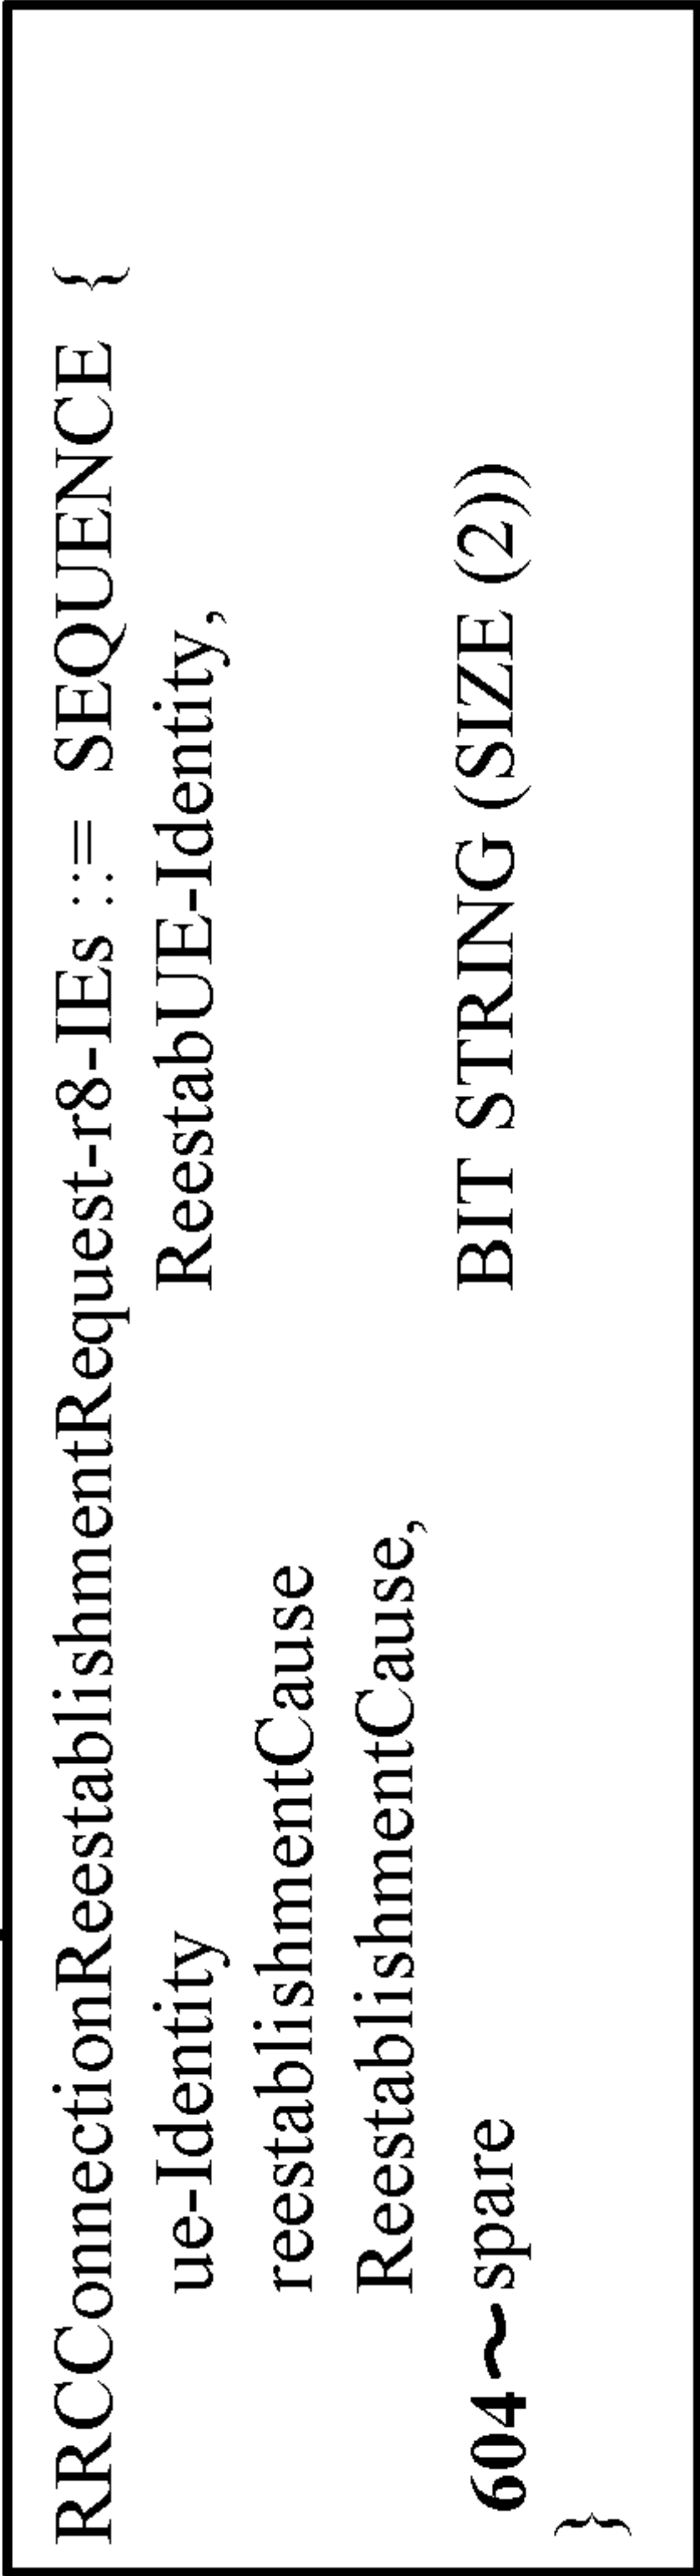 RRCConnectionReestablishmentRequest-r8-IEs ::= SEQUENCE {
ue-Identity ReestabUE-Identity,
reestablishmentCause
ReestablishmentCause,
604~spare BIT STRING (SIZE (2))
}